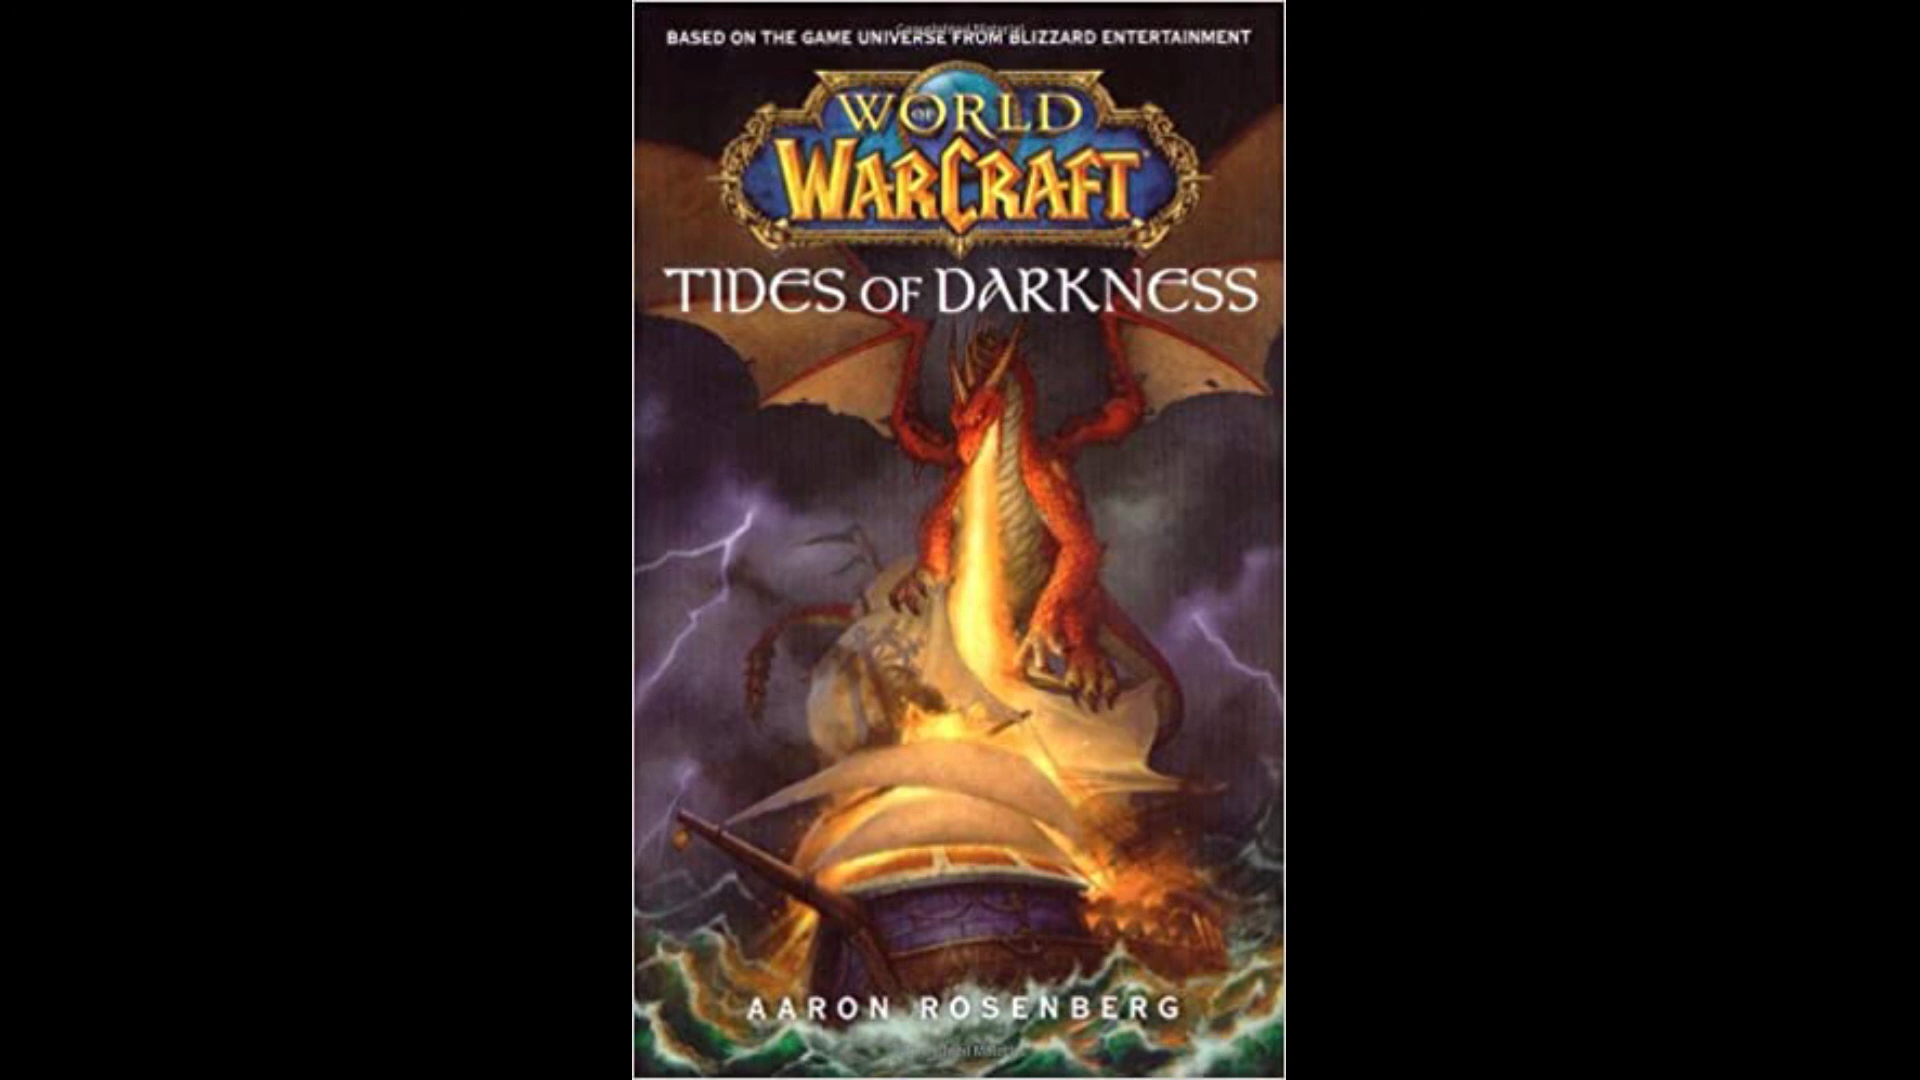 BASED ON THE GAME UNIVERSE FROM BLIZZARD ENTERTAINMENT
WORLD
OF
WARCRAFT
TIDES OF DARKNESS
AARON ROSENBERG